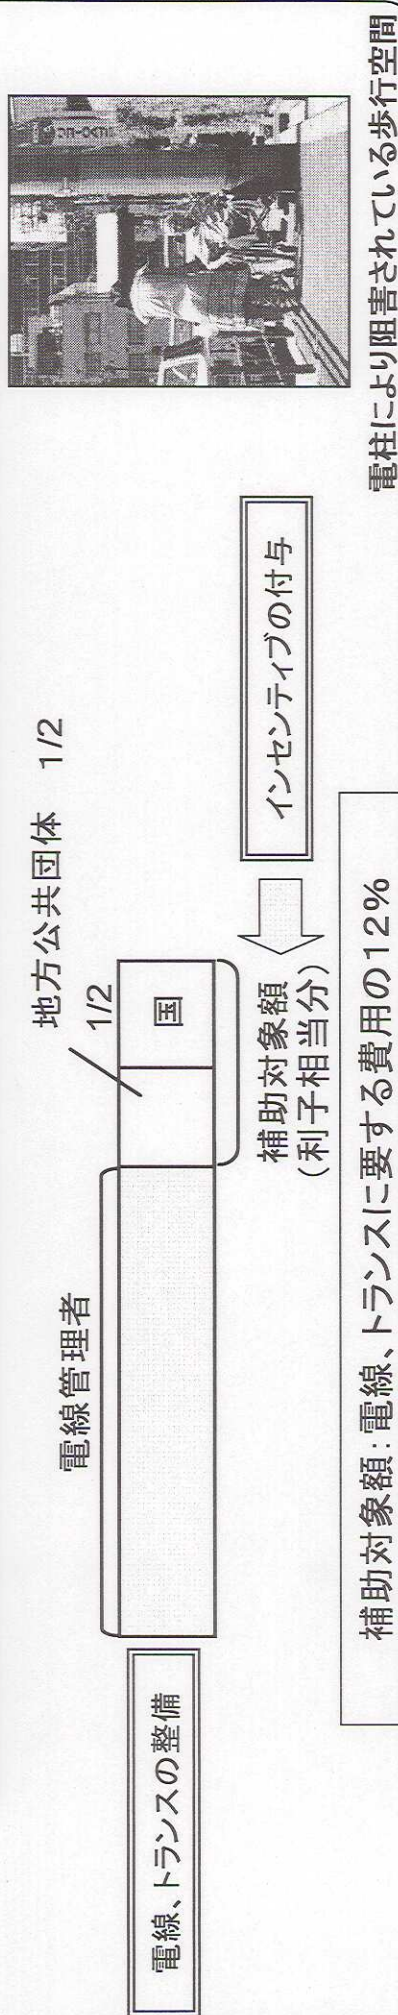 電線、トランスの整備
電線管理者
地方公共団体 1/2
1/2
国
補助対象額
(利子相当分)
インセンティブの付与
補助対象額:電線、トランスに要する費用の12%
電柱により阻害されている歩行空間